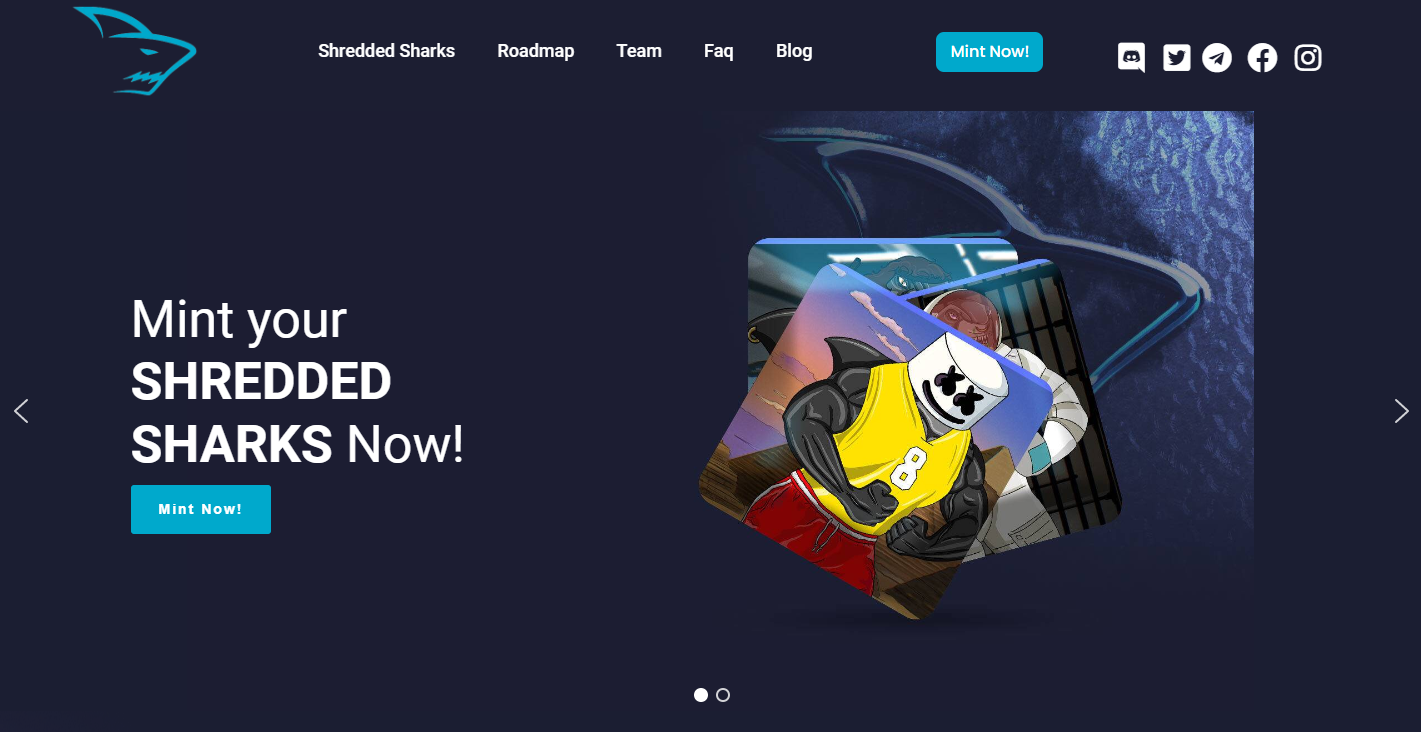 Shredded Sharks Roadmap Team Faq Blog Mint Now!
Mint your
SHREDDED
SHARKS Now!
Mint Now!
8